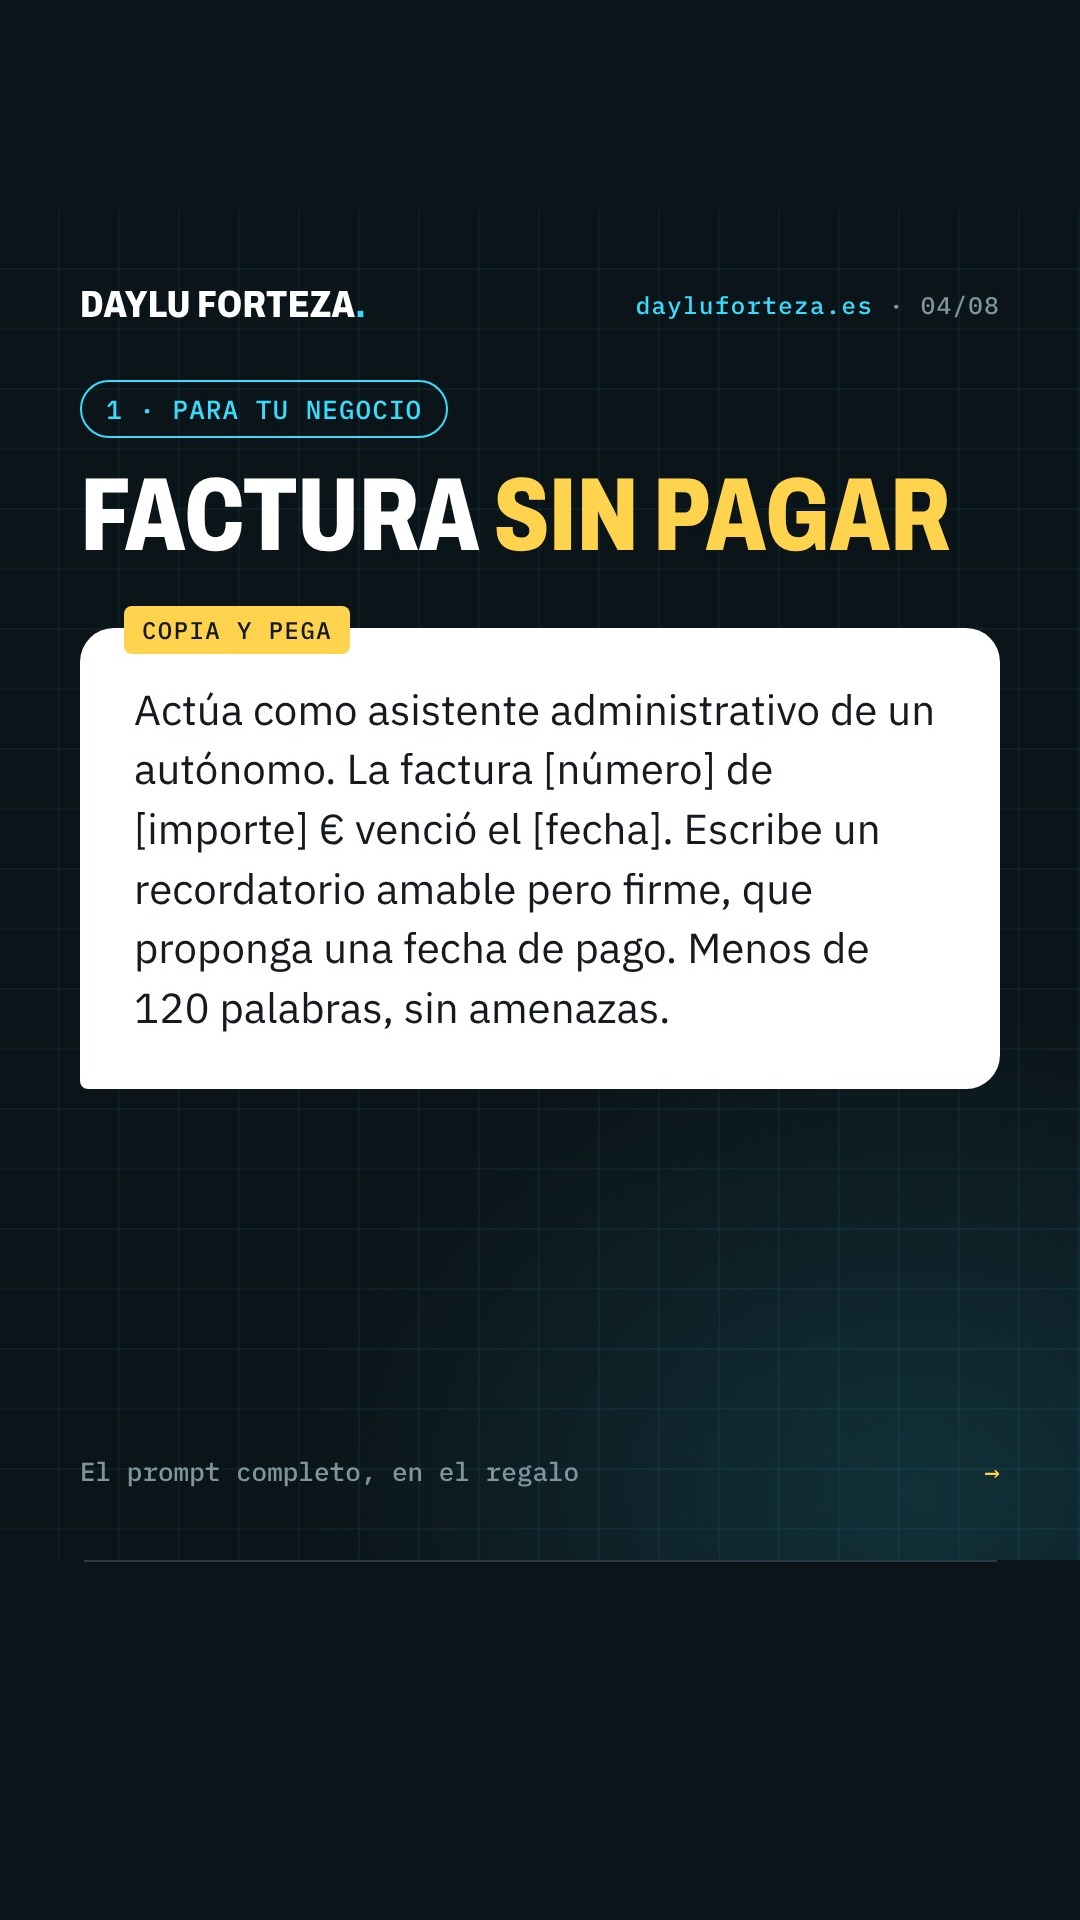 DAYLU FORTEZA.
dayluforteza.es · 04/08
1 · PARA TU NEGOCIO
FACTURA SIN PAGAR
COPIA Y PEGA
Actúa como asistente administrativo de un
autónomo. La factura [número] de
[importe] € venció el [fecha]. Escribe un
recordatorio amable pero firme, que
proponga una fecha de pago. Menos de
120 palabras, sin amenazas.
El prompt completo, en el regalo →